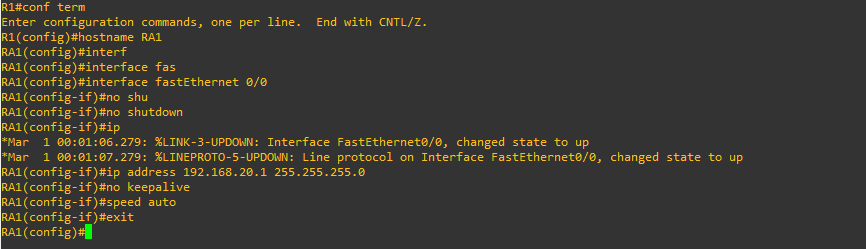 R1#conf term
Enter configuration commands, one per line.  End with CNTL/Z.
R1(config)#hostname RA1
RA1(config)#interf
RA1(config)#interface fas
RA1(config)#interface fastEthernet 0/0
RA1(config-if)#no shu
RA1(config-if)#no shutdown
RA1(config-if)#ip
*Mar  1 00:01:06.279: %LINK-3-UPDOWN: Interface FastEthernet0/0, changed state to up
*Mar  1 00:01:07.279: %LINEPROTO-5-UPDOWN: Line protocol on Interface FastEthernet0/0, changed state to up
RA1(config-if)#ip address 192.168.20.1 255.255.255.0
RA1(config-if)#no keepalive
RA1(config-if)#speed auto
RA1(config-if)#exit
RA1(config)#